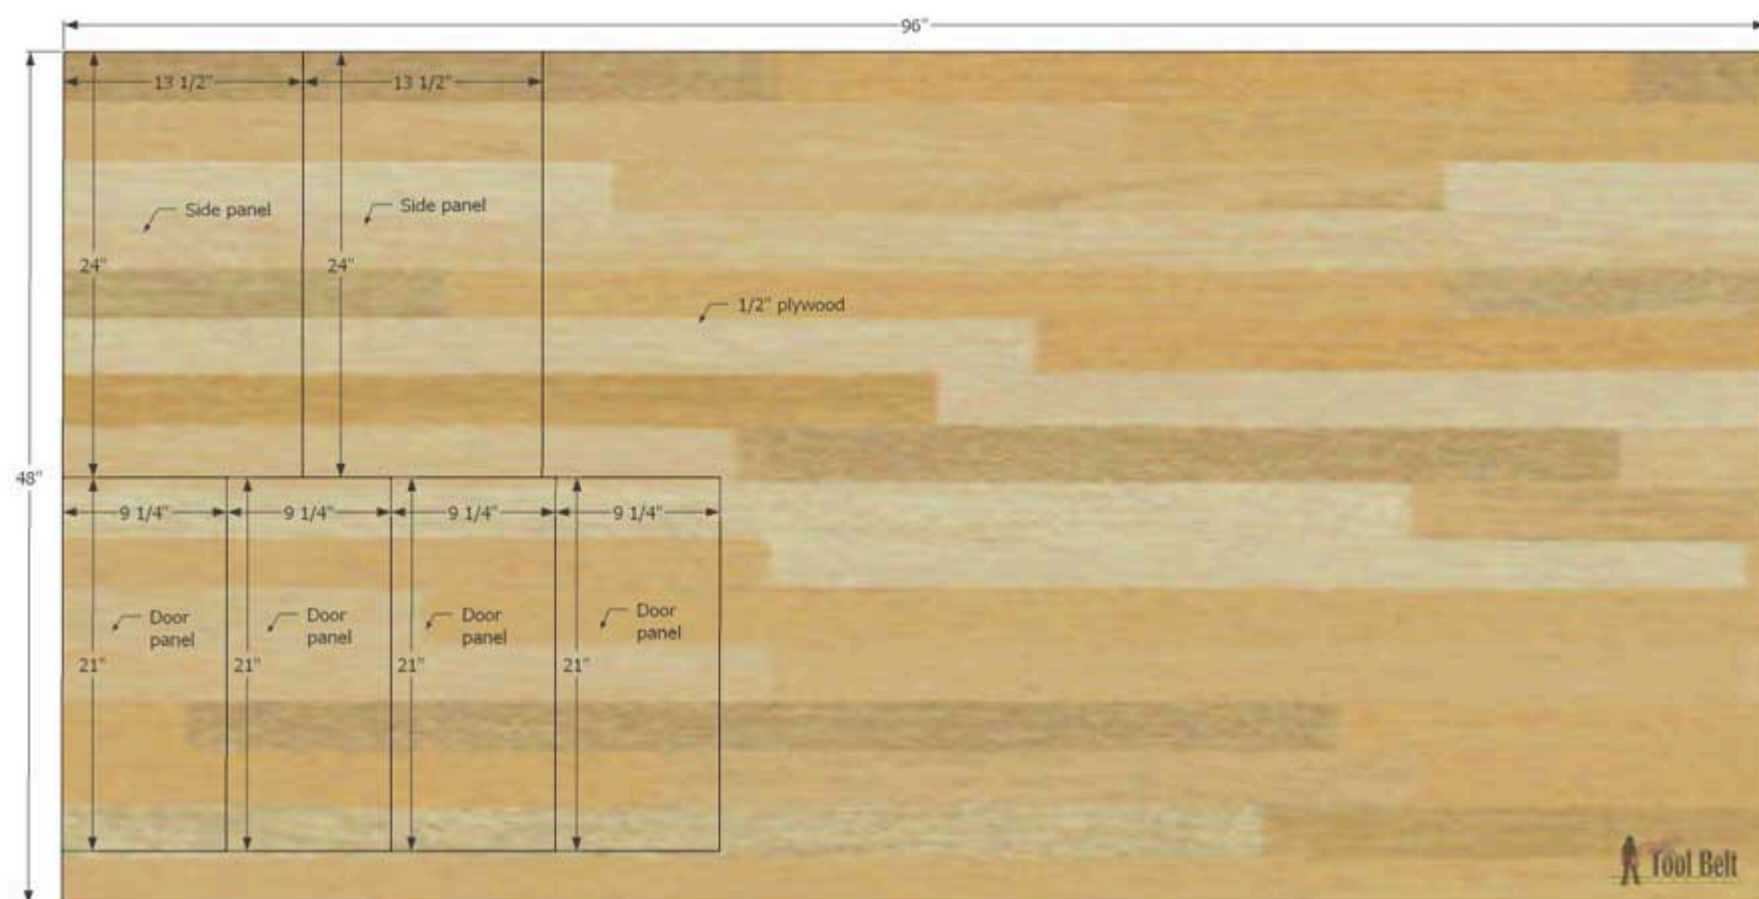 96"
13 1/2" 13 1/2"
Side panel Side panel
24" 24"
1/2" plywood
48"
9 1/4" 9 1/4" 9 1/4" 9 1/4"
Door Door Door Door
panel panel panel panel
21" 21" 21" 21"
Tool Belt